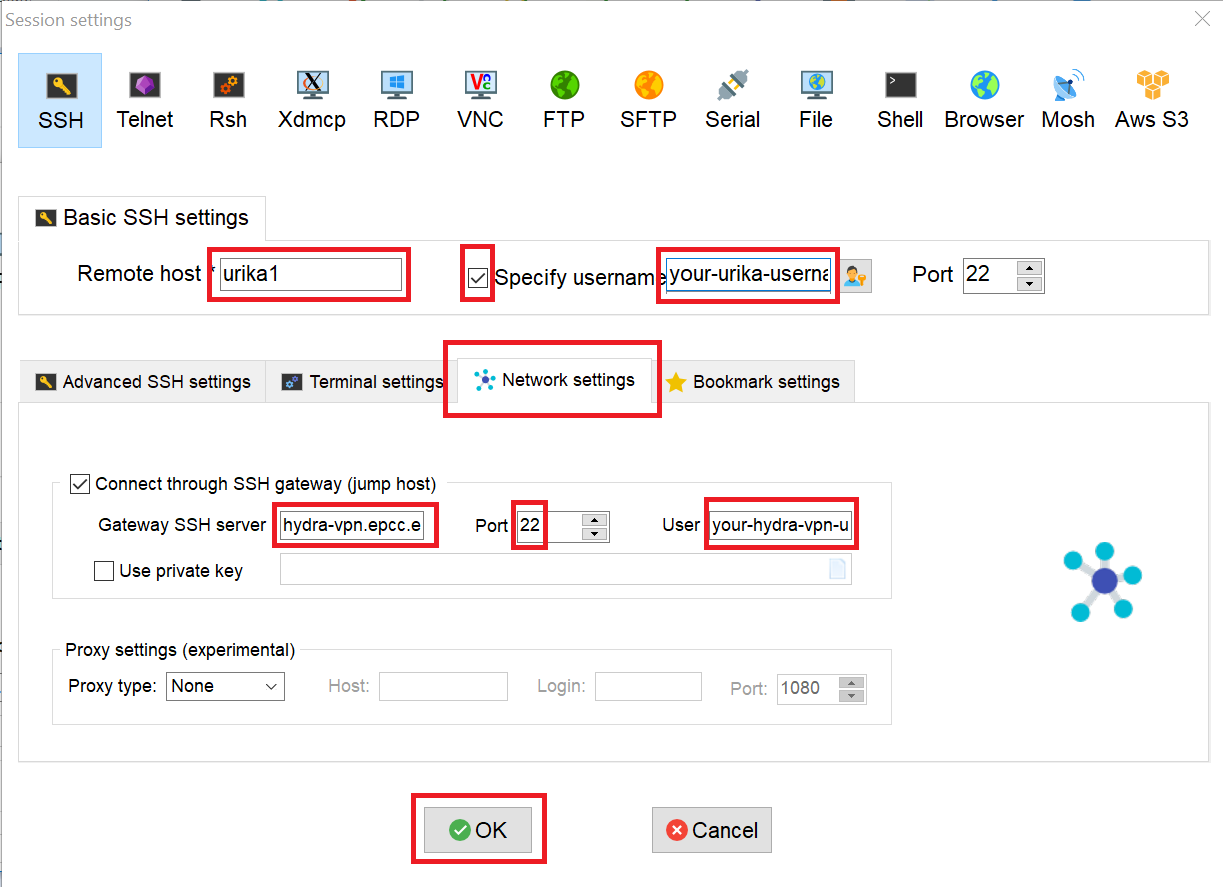 Session settings
SSH Telnet Rsh Xdmcp RDP VNC FTP SFTP Serial File Shell Browser Mosh Aws S3
Basic SSH settings
Remote host * urika1 Specify username your-urika-userna Port 22
Advanced SSH settings Terminal settings Network settings Bookmark settings
Connect through SSH gateway (jump host)
Gateway SSH server hydra-vpn.epcc.e Port 22 User your-hydra-vpn-u
Use private key
Proxy settings (experimental)
Proxy type: None Host: Login: Port: 1080
OK Cancel